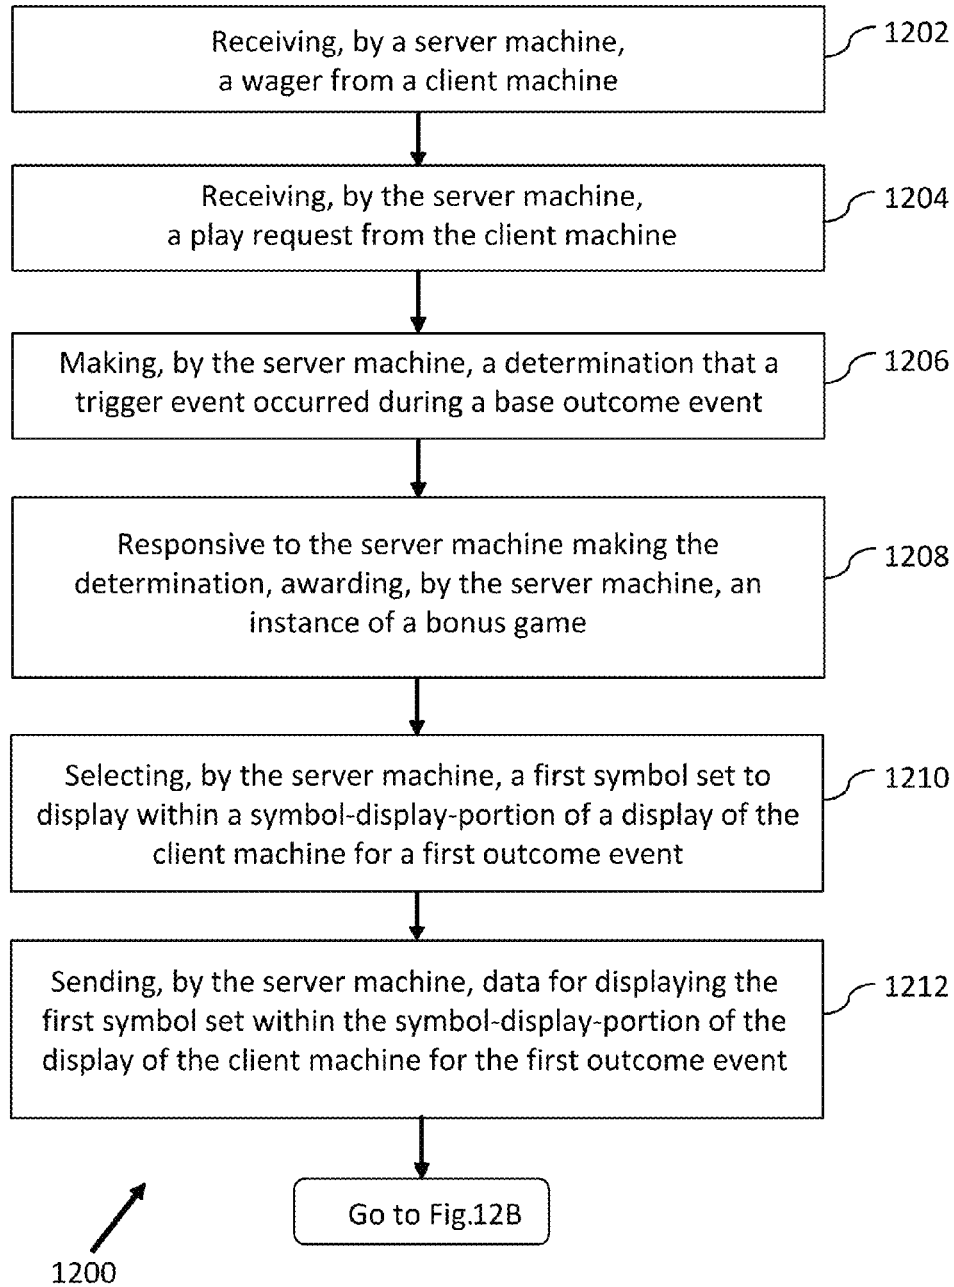 Receiving, by a server machine,
a wager from a client machine
1202
Receiving, by the server machine,
a play request from the client machine
1204
Making, by the server machine, a determination that a
trigger event occurred during a base outcome event
1206
Responsive to the server machine making the
determination, awarding, by the server machine, an
instance of a bonus game
1208
Selecting, by the server machine, a first symbol set to
display within a symbol-display-portion of a display of the
client machine for a first outcome event
1210
Sending, by the server machine, data for displaying the
first symbol set within the symbol-display-portion of the
display of the client machine for the first outcome event
1212
Go to Fig.12B
1200